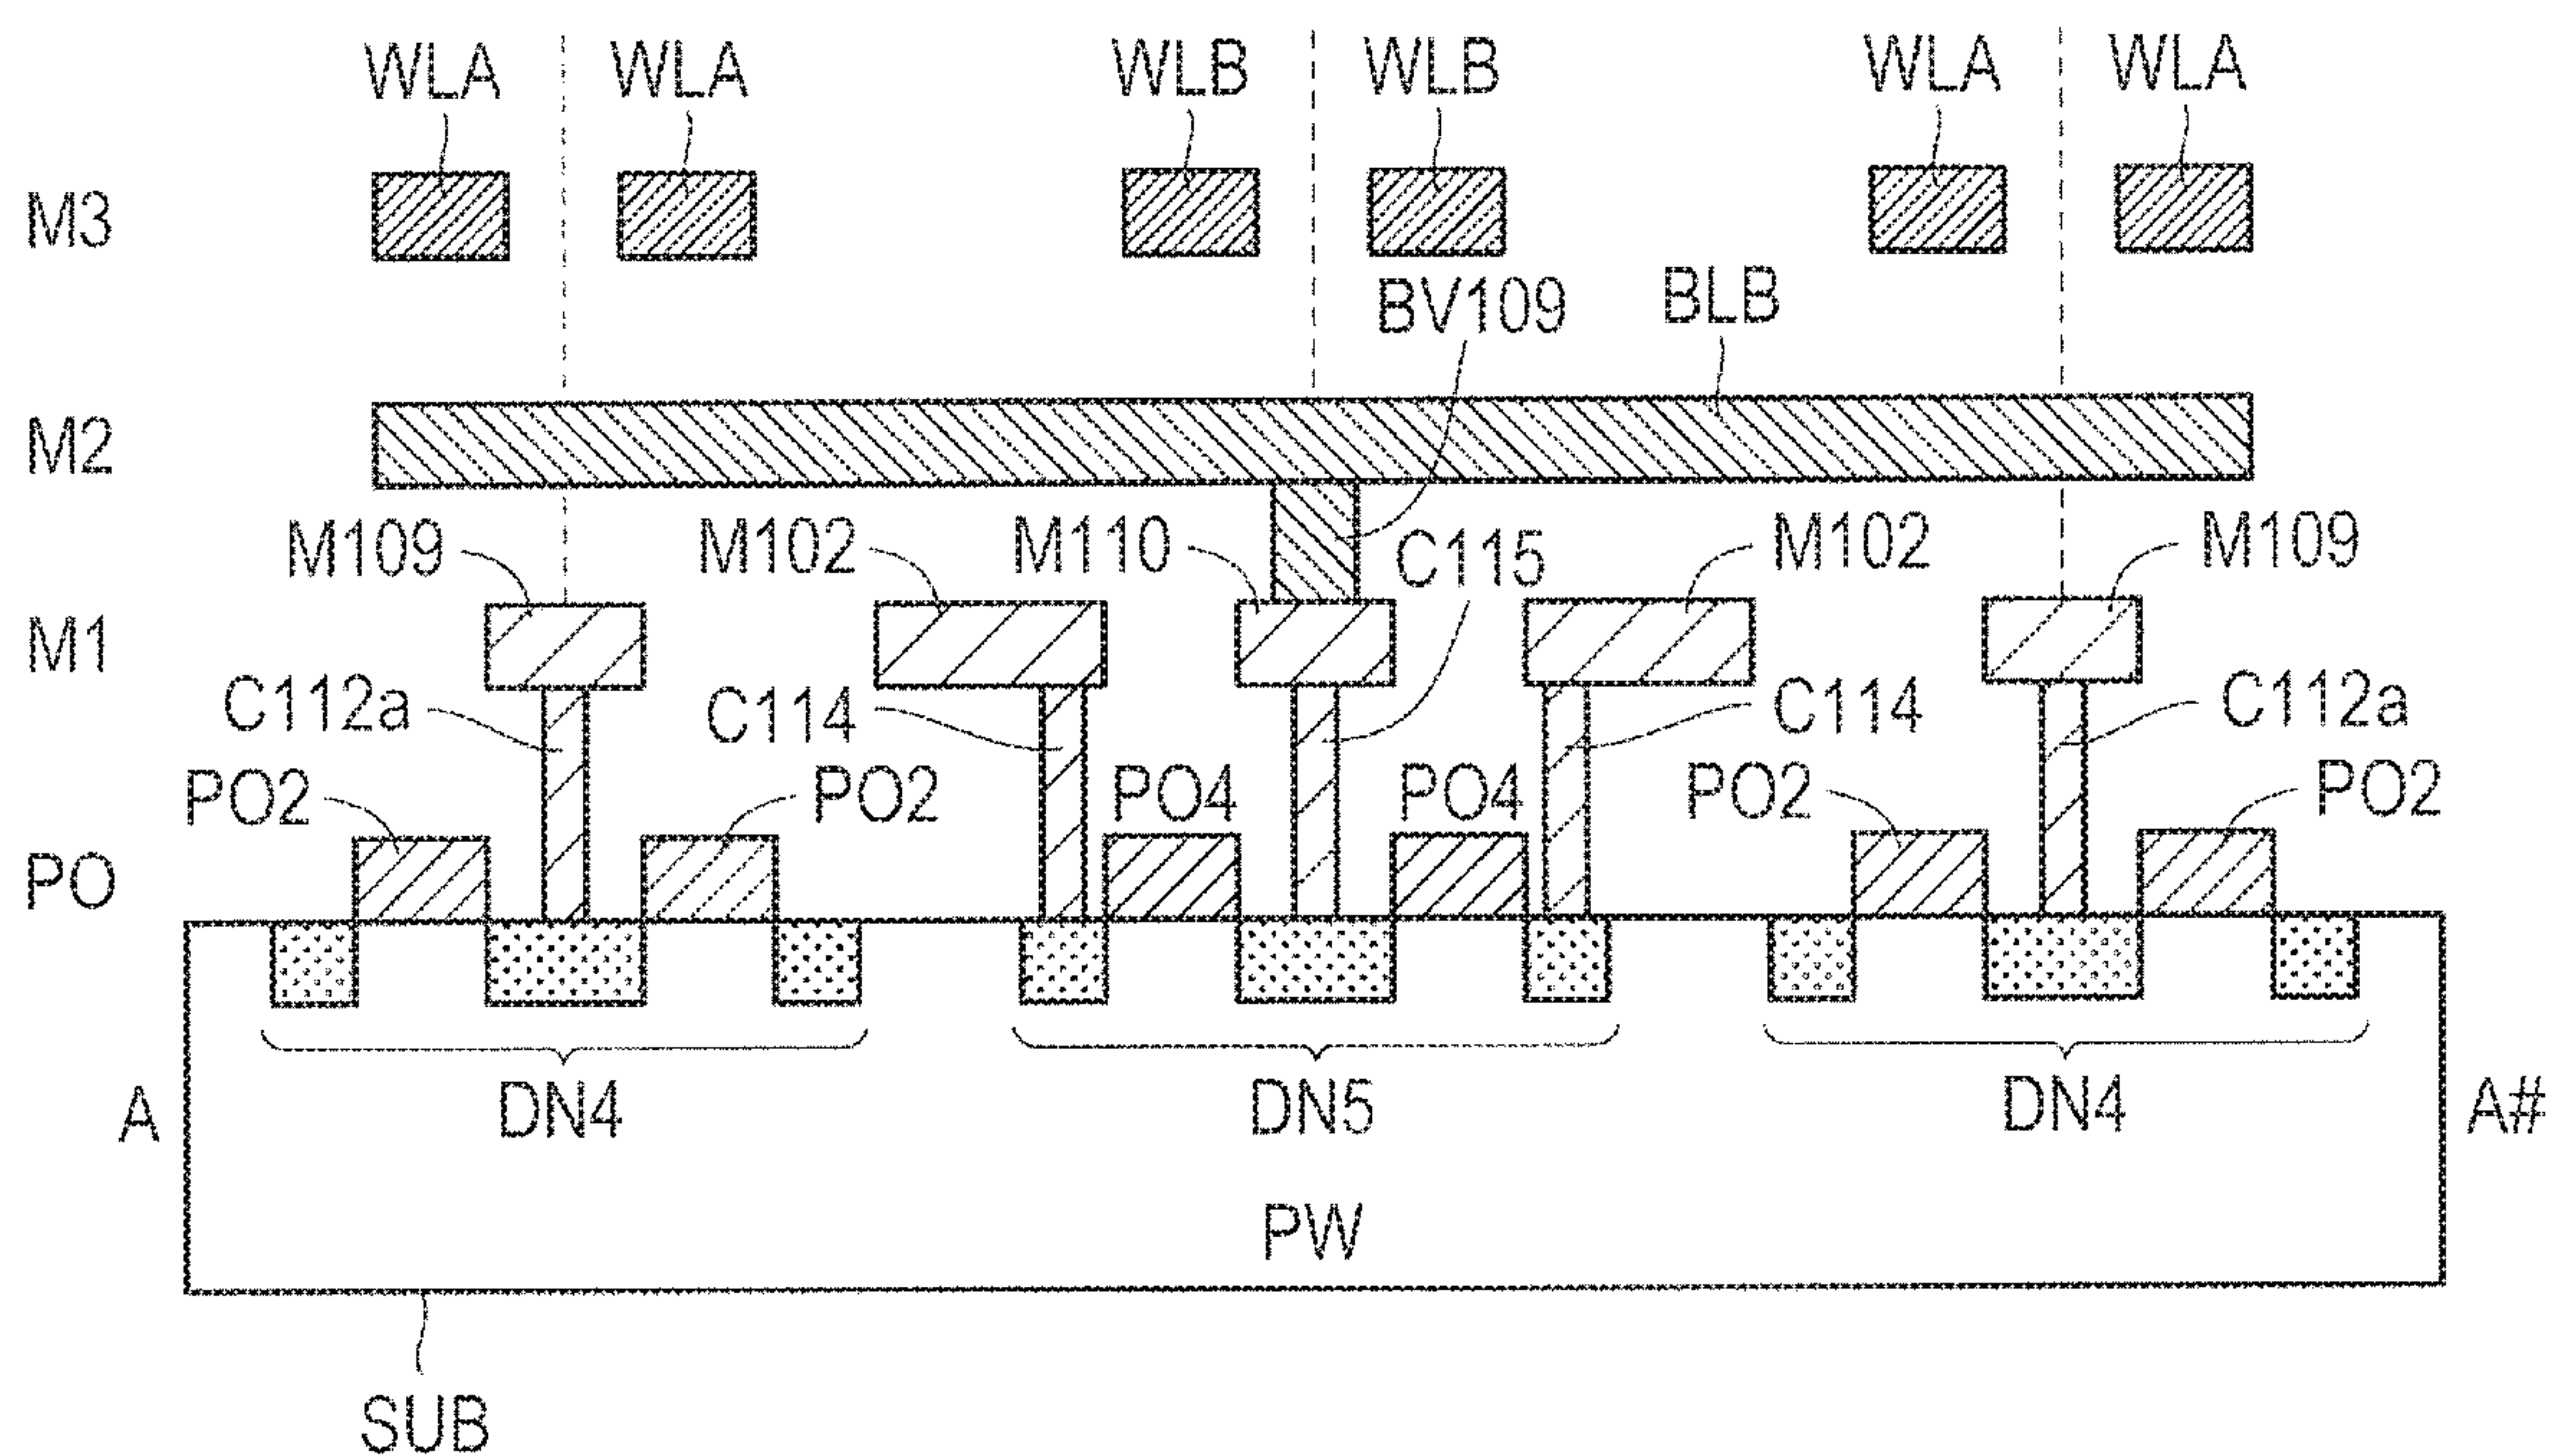 WLA WLA WLB WLB WLA WLA
M3
BV109 BLB
M2
M109 M102 M110 C115 M102 M109
M1
C112a C114 C114 C112a
PO2 PO2 PO4 PO4 PO2 PO2
PO
DN4 DN5 DN4
A A#
PW
SUB